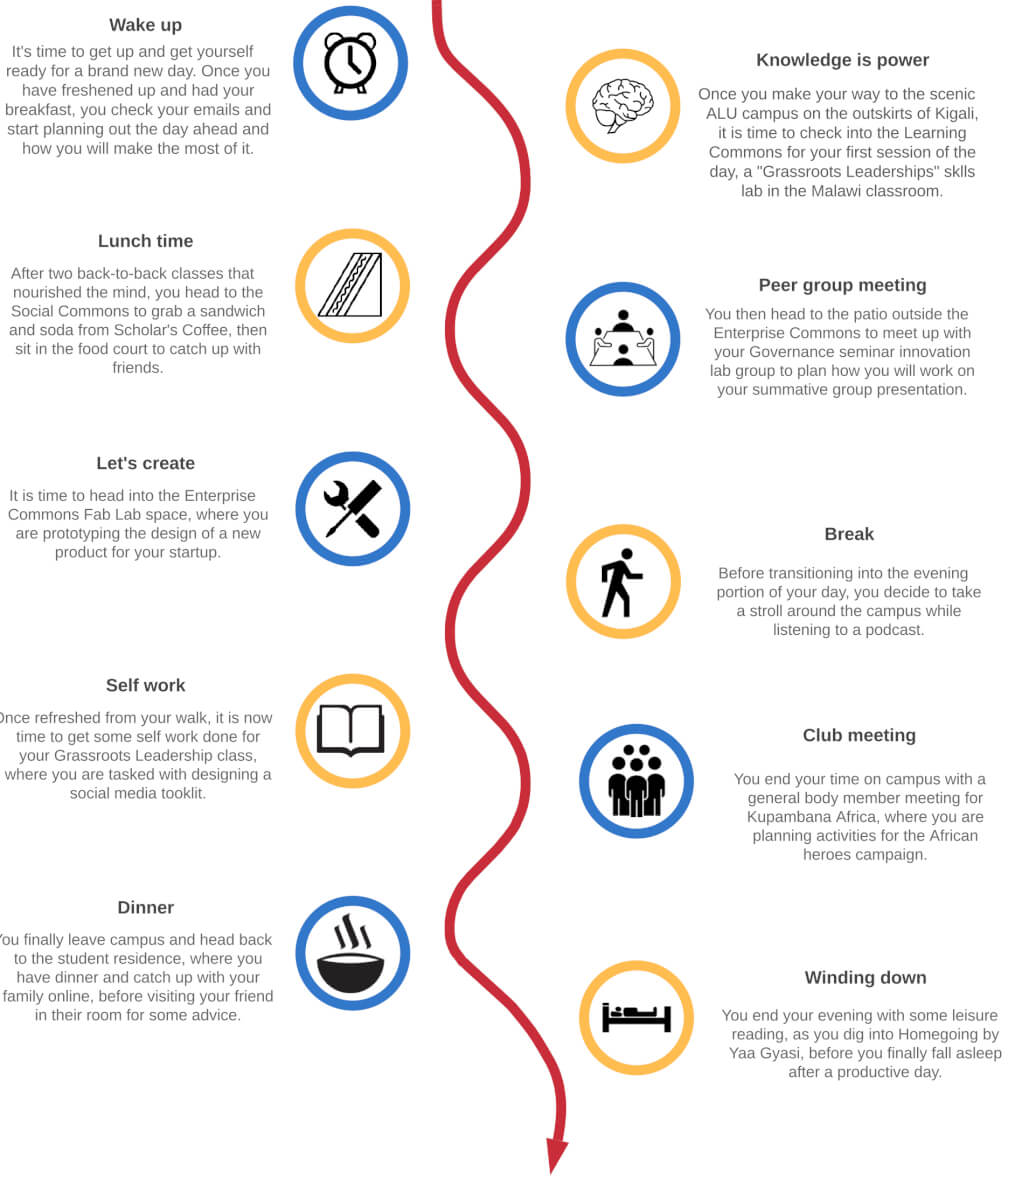 Wake up
It's time to get up and get yourself
ready for a brand new day. Once you
have freshened up and had your
breakfast, you check your emails and
start planning out the day ahead and
how you will make the most of it.
Knowledge is power
Once you make your way to the scenic
ALU campus on the outskirts of Kigali,
it is time to check into the Learning
Commons for your first session of the
day, a "Grassroots Leaderships" sklls
lab in the Malawi classroom.
Lunch time
After two back-to-back classes that
nourished the mind, you head to the
Social Commons to grab a sandwich
and soda from Scholar's Coffee, then
sit in the food court to catch up with
friends.
Peer group meeting
You then head to the patio outside the
Enterprise Commons to meet up with
your Governance seminar innovation
lab group to plan how you will work on
your summative group presentation.
Let's create
It is time to head into the Enterprise
Commons Fab Lab space, where you
are prototyping the design of a new
product for your startup.
Break
Before transitioning into the evening
portion of your day, you decide to take
a stroll around the campus while
listening to a podcast.
Self work
Once refreshed from your walk, it is now
time to get some self work done for
your Grassroots Leadership class,
where you are tasked with designing a
social media tooklit.
Club meeting
You end your time on campus with a
general body member meeting for
Kupambana Africa, where you are
planning activities for the African
heroes campaign.
Dinner
You finally leave campus and head back
to the student residence, where you
have dinner and catch up with your
family online, before visiting your friend
in their room for some advice.
Winding down
You end your evening with some leisure
reading, as you dig into Homegoing by
Yaa Gyasi, before you finally fall asleep
after a productive day.